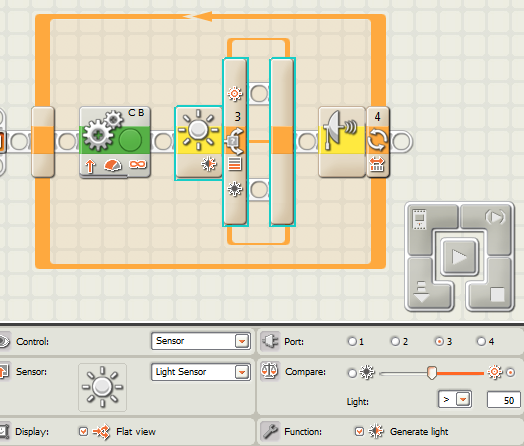 C B
3
4
Control: Sensor
Port: 1 2 3 4
Sensor: Light Sensor
Compare:
Light: > 50
Display: Flat view
Function: Generate light